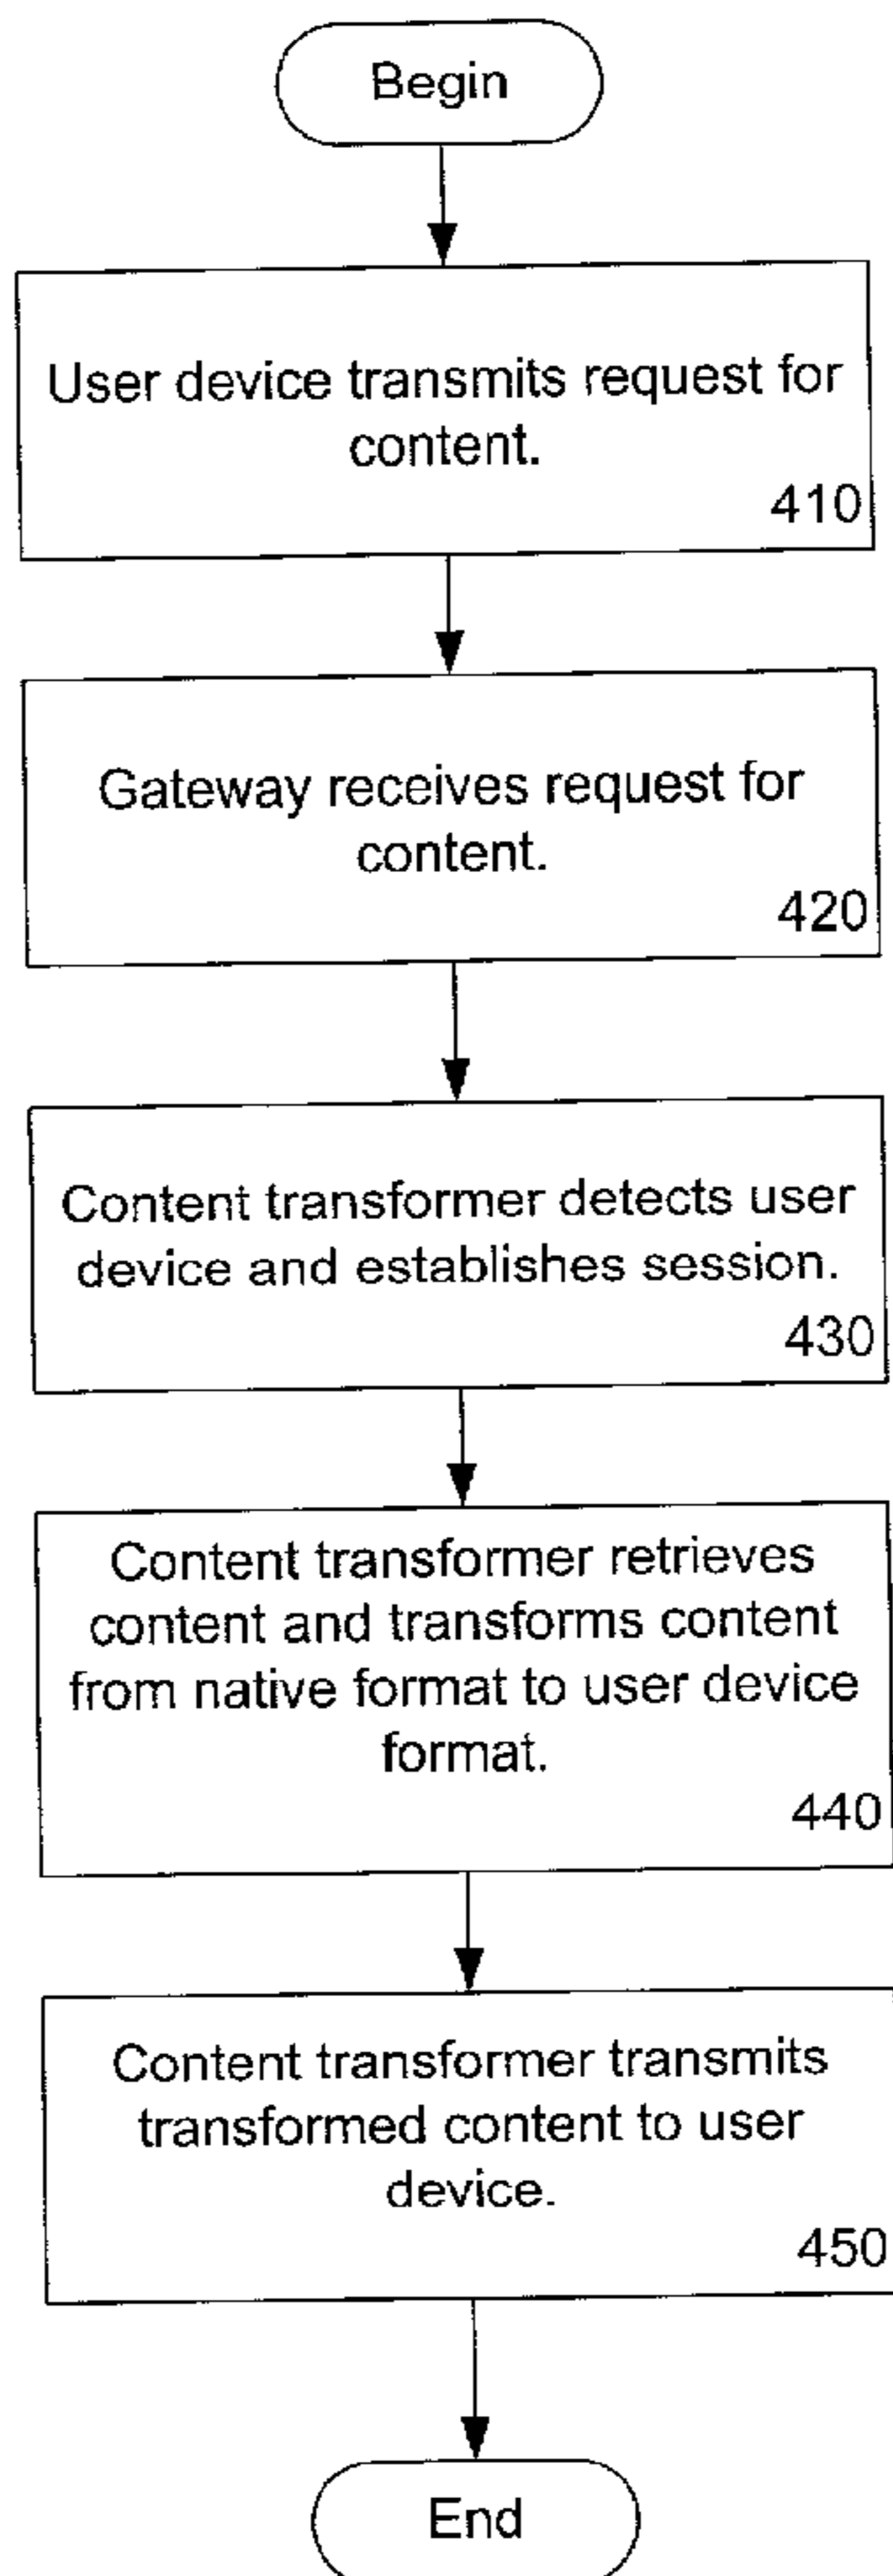 Begin
User device transmits request for
content.
410
Gateway receives request for
content.
420
Content transformer detects user
device and establishes session.
430
Content transformer retrieves
content and transforms content
from native format to user device
format.
440
Content transformer transmits
transformed content to user
device.
450
End